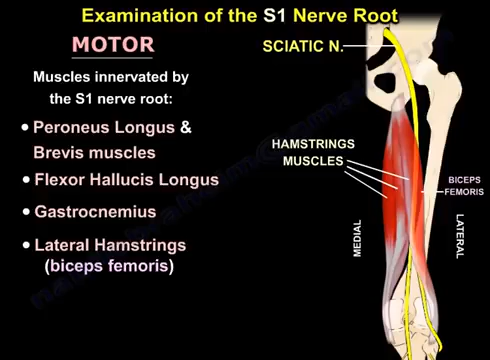 Examination of the S1 Nerve Root
MOTOR
Muscles innervated by
the S1 nerve root:
• Peroneus Longus &
Brevis muscles
• Flexor Hallucis Longus
• Gastrocnemius
• Lateral Hamstrings
(biceps femoris)
SCIATIC N.
HAMSTRINGS
MUSCLES
BICEPS
FEMORIS
MEDIAL
LATERAL